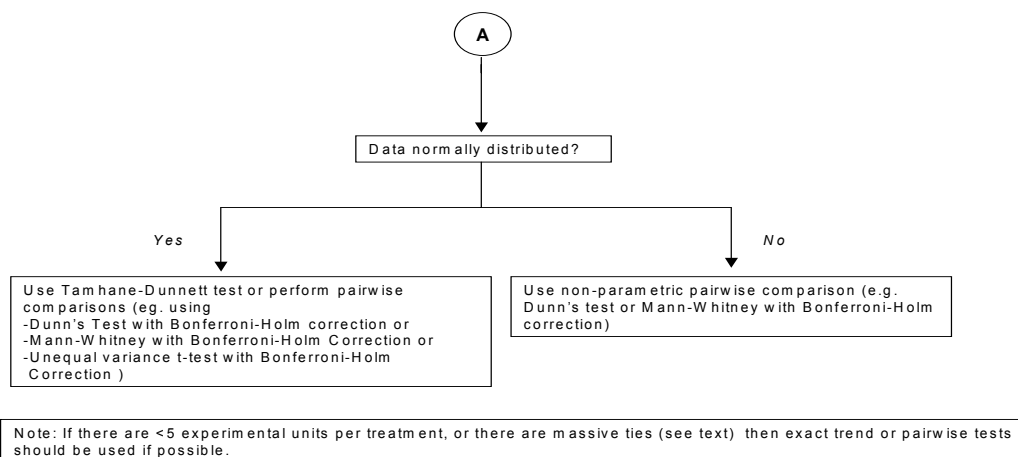 A
Data normally distributed?
Yes
No
Use Tamhane-Dunnett test or perform pairwise
comparisons (eg. using
-Dunn's Test with Bonferroni-Holm correction or
-Mann-Whitney with Bonferroni-Holm Correction or
-Unequal variance t-test with Bonferroni-Holm
Correction )
Use non-parametric pairwise comparison (e.g.
Dunn's test or Mann-Whitney with Bonferroni-Holm
correction)
Note: If there are <5 experimental units per treatment, or there are massive ties (see text) then exact trend or pairwise tests
should be used if possible.